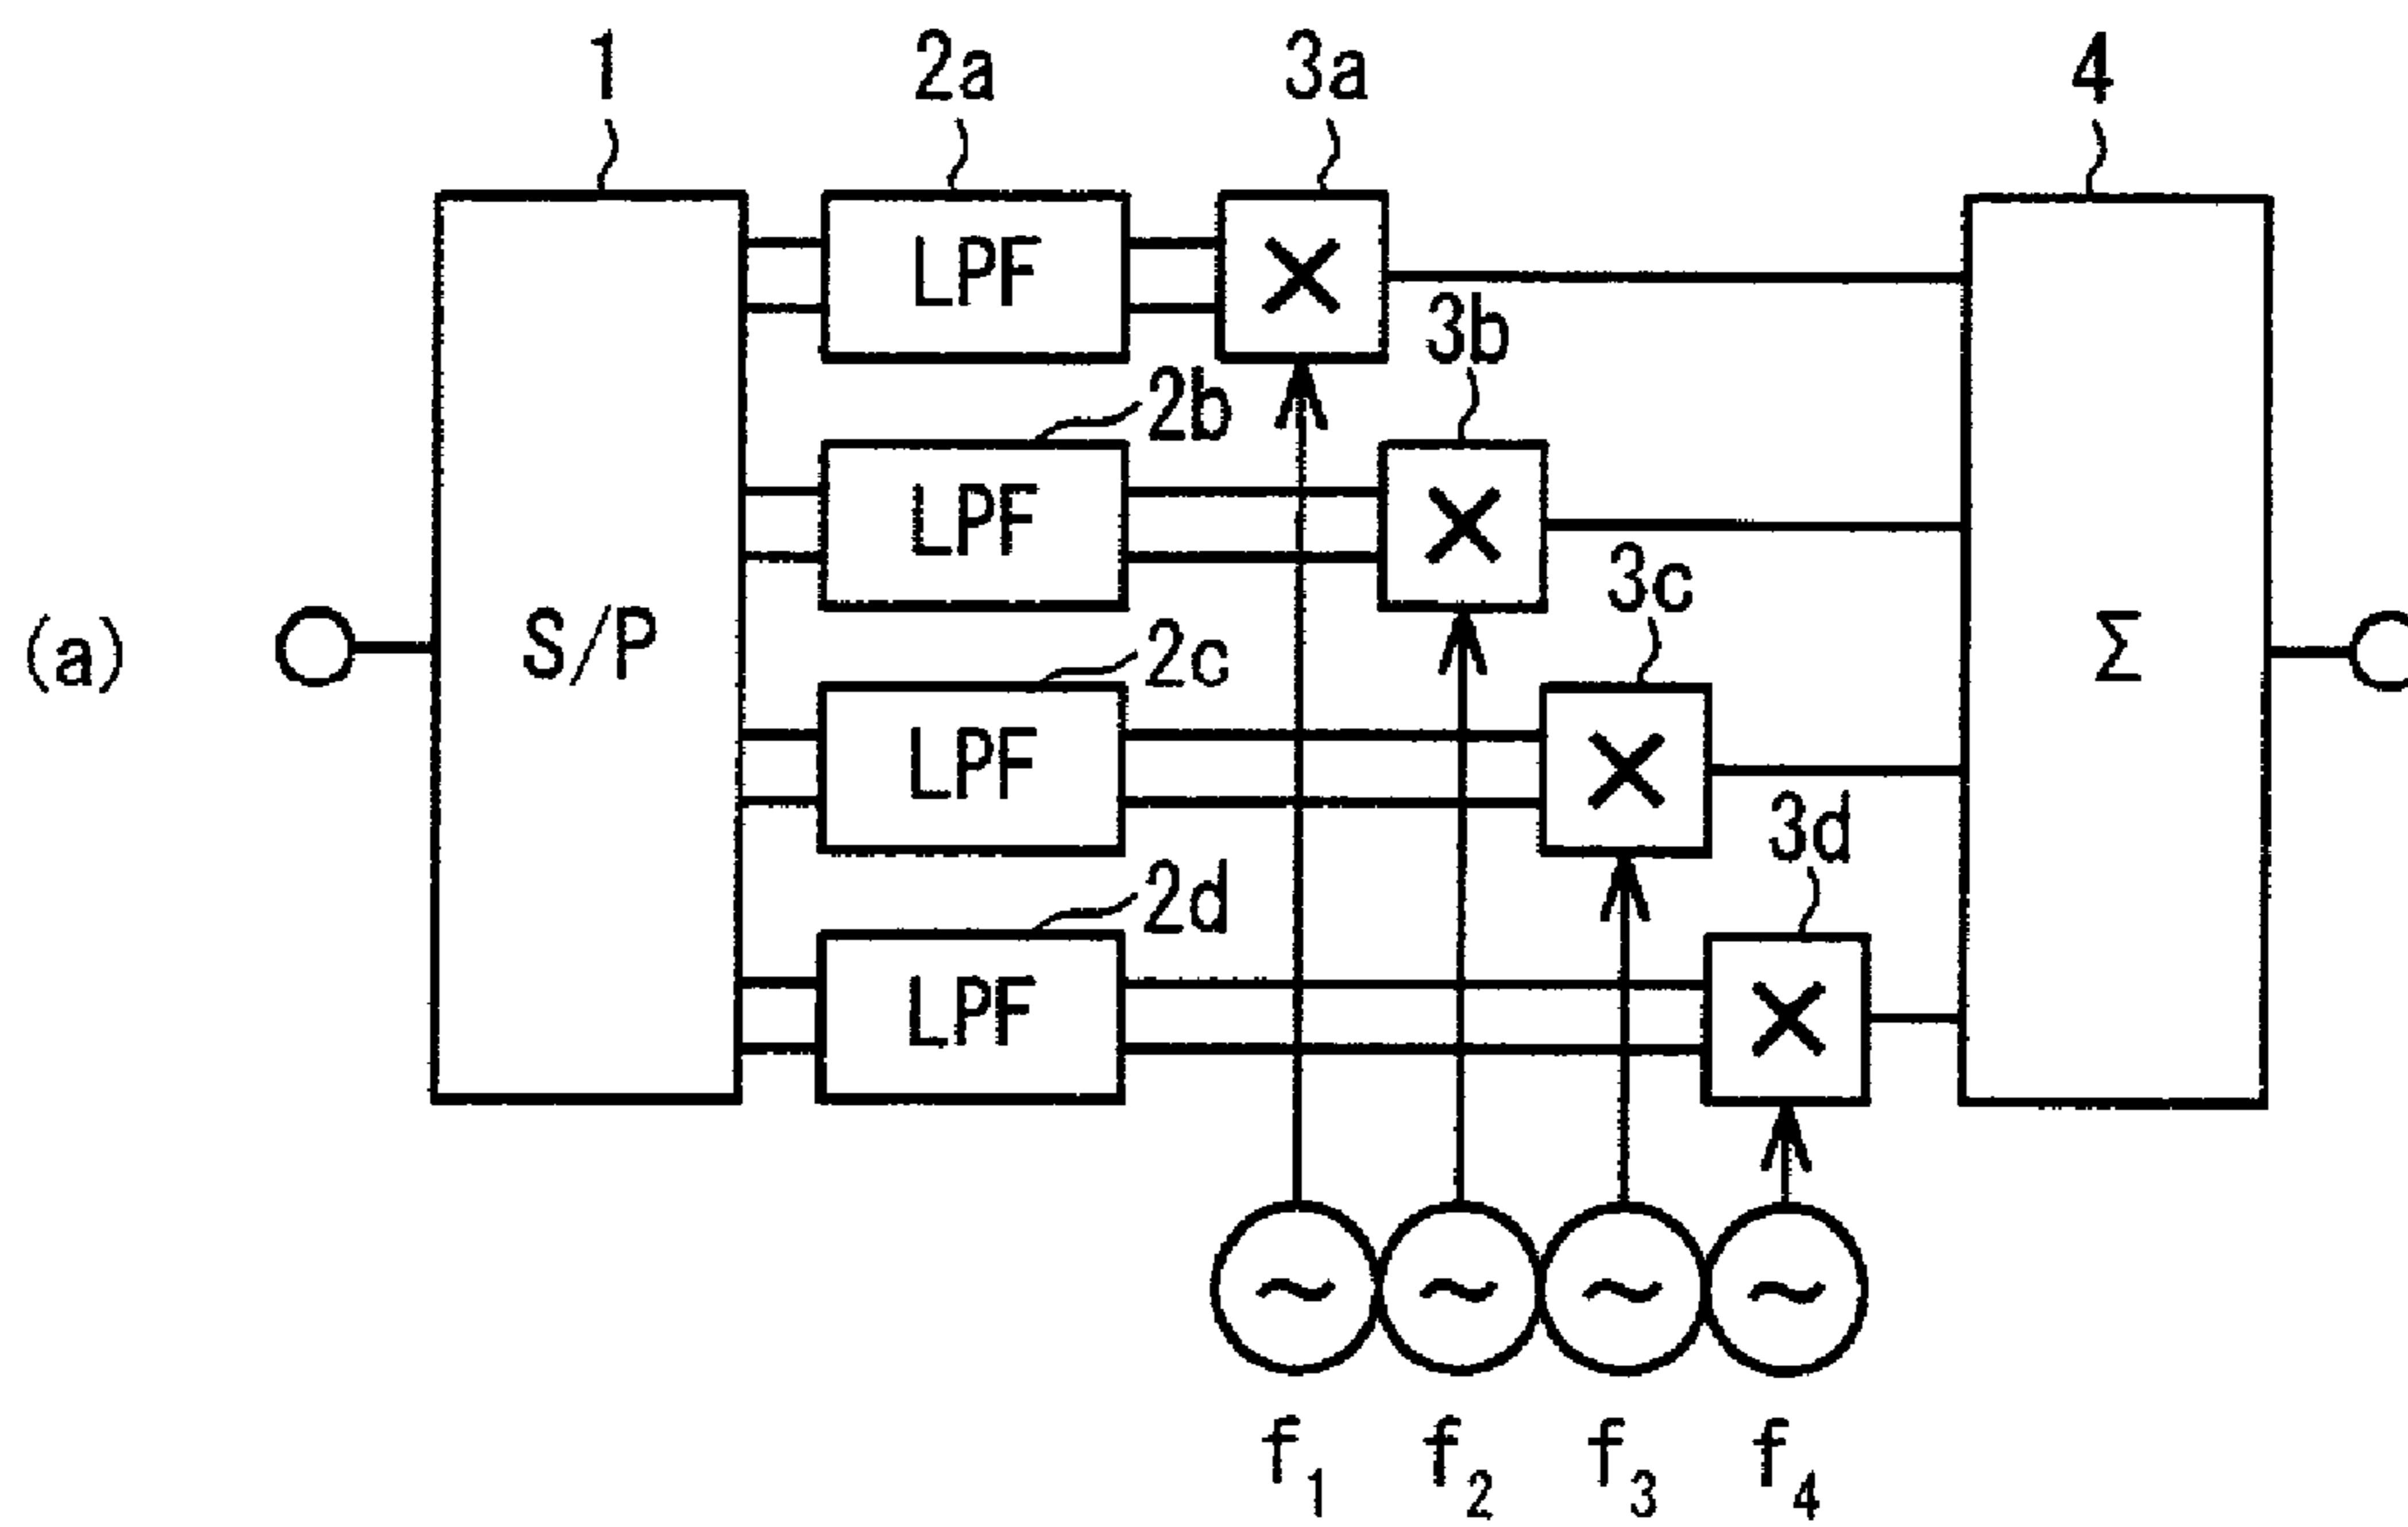 1 2a 3a 4
LPF ×
3b
2b
LPF ×
3c
(a) S/P Σ
2c
LPF ×
3d
2d
LPF ×
~ ~ ~ ~
f₁ f₂ f₃ f₄